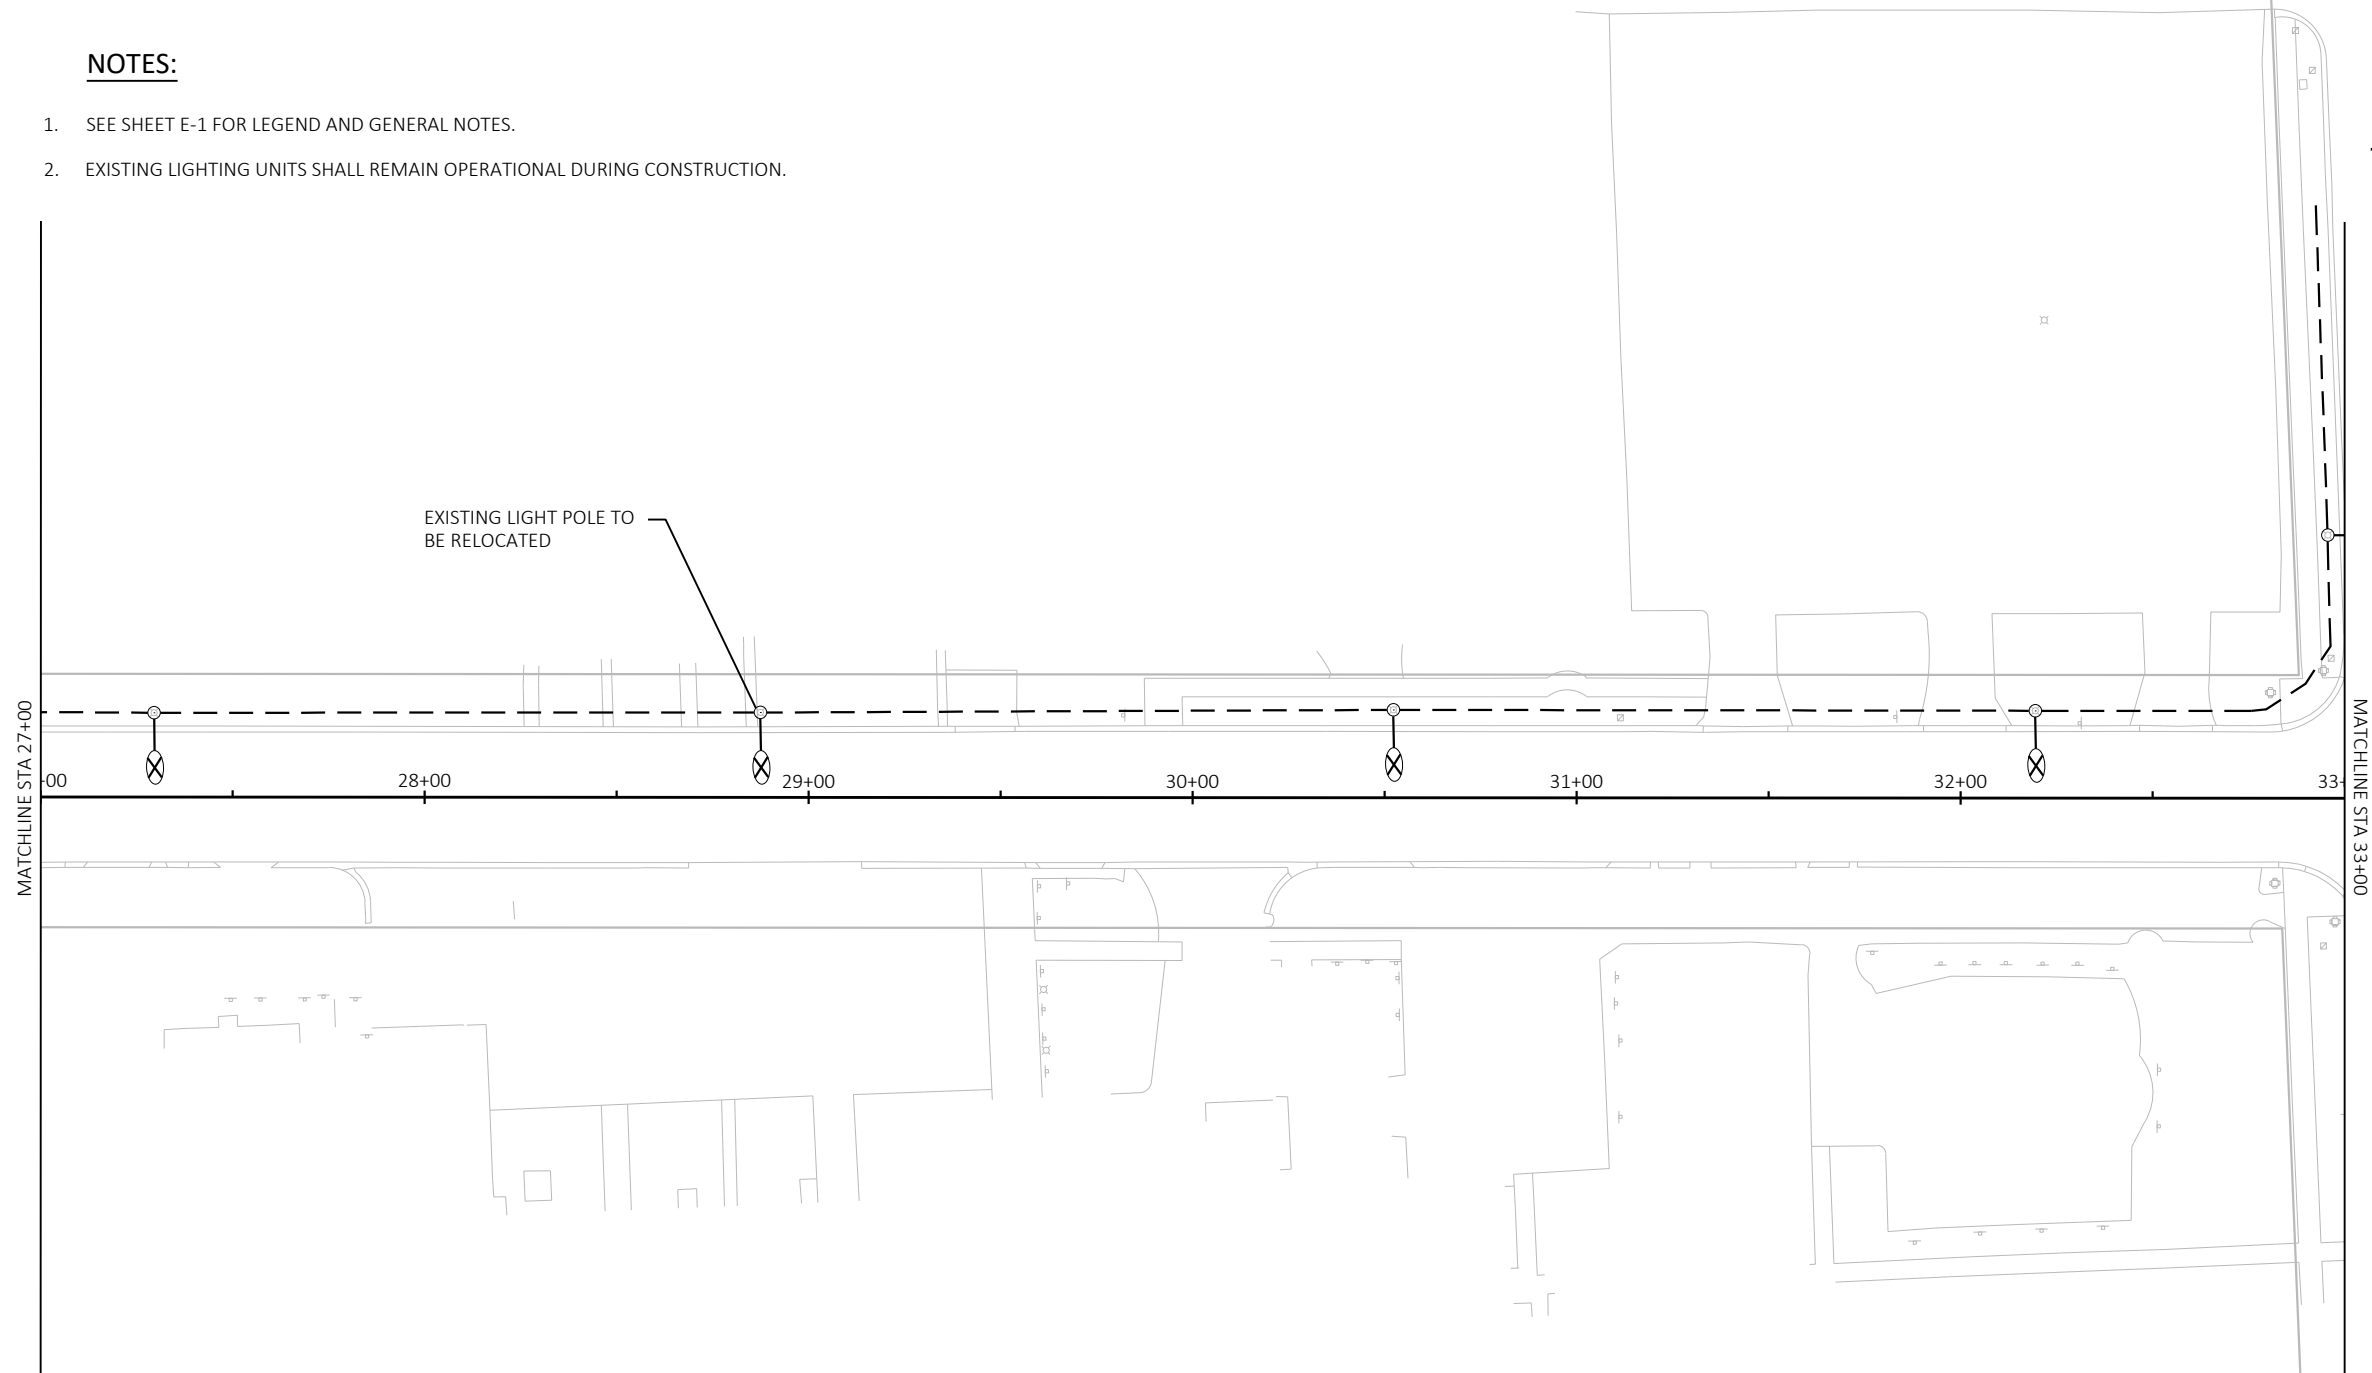 NOTES:
1. SEE SHEET E-1 FOR LEGEND AND GENERAL NOTES.
2. EXISTING LIGHTING UNITS SHALL REMAIN OPERATIONAL DURING CONSTRUCTION.
EXISTING LIGHT POLE TO
BE RELOCATED
MATCHLINE STA 27+00
+00
28+00
29+00
30+00
31+00
32+00
33+
MATCHLINE STA 33+00